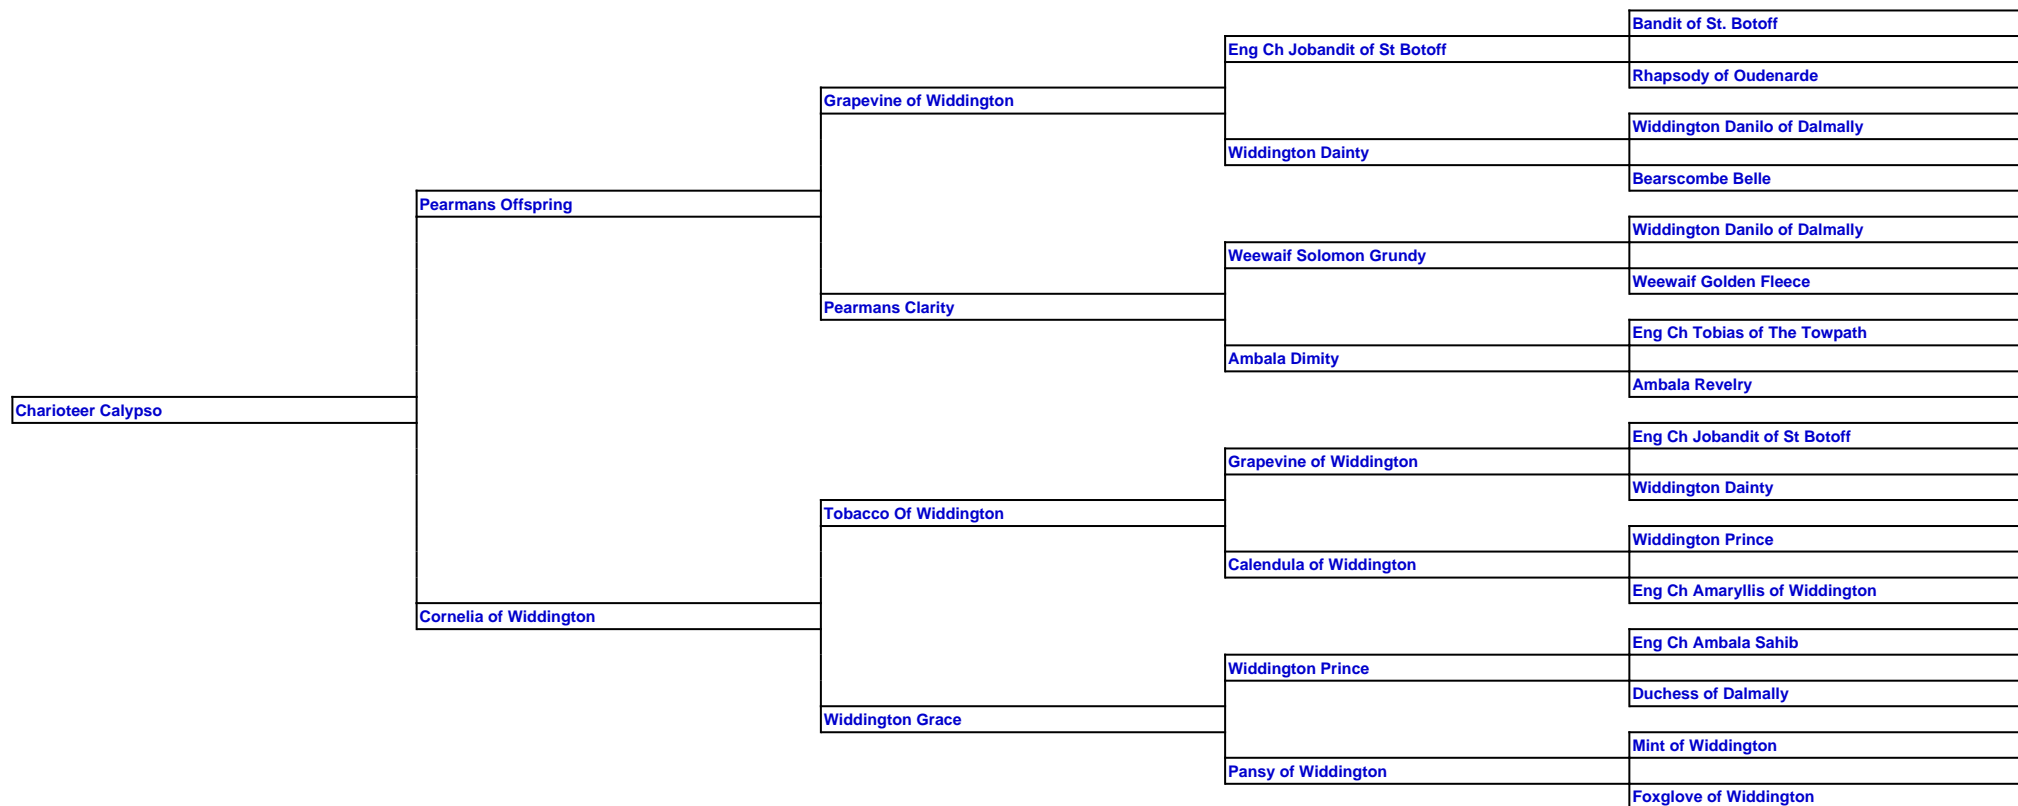 Bandit of St. Botoff
Eng Ch Jobandit of St Botoff
Rhapsody of Oudenarde
Grapevine of Widdington
Widdington Danilo of Dalmally
Widdington Dainty
Bearscombe Belle
Pearmans Offspring
Widdington Danilo of Dalmally
Weewaif Solomon Grundy
Weewaif Golden Fleece
Pearmans Clarity
Eng Ch Tobias of The Towpath
Ambala Dimity
Ambala Revelry
Charioteer Calypso
Eng Ch Jobandit of St Botoff
Grapevine of Widdington
Widdington Dainty
Tobacco Of Widdington
Widdington Prince
Calendula of Widdington
Eng Ch Amaryllis of Widdington
Cornelia of Widdington
Eng Ch Ambala Sahib
Widdington Prince
Duchess of Dalmally
Widdington Grace
Mint of Widdington
Pansy of Widdington
Foxglove of Widdington